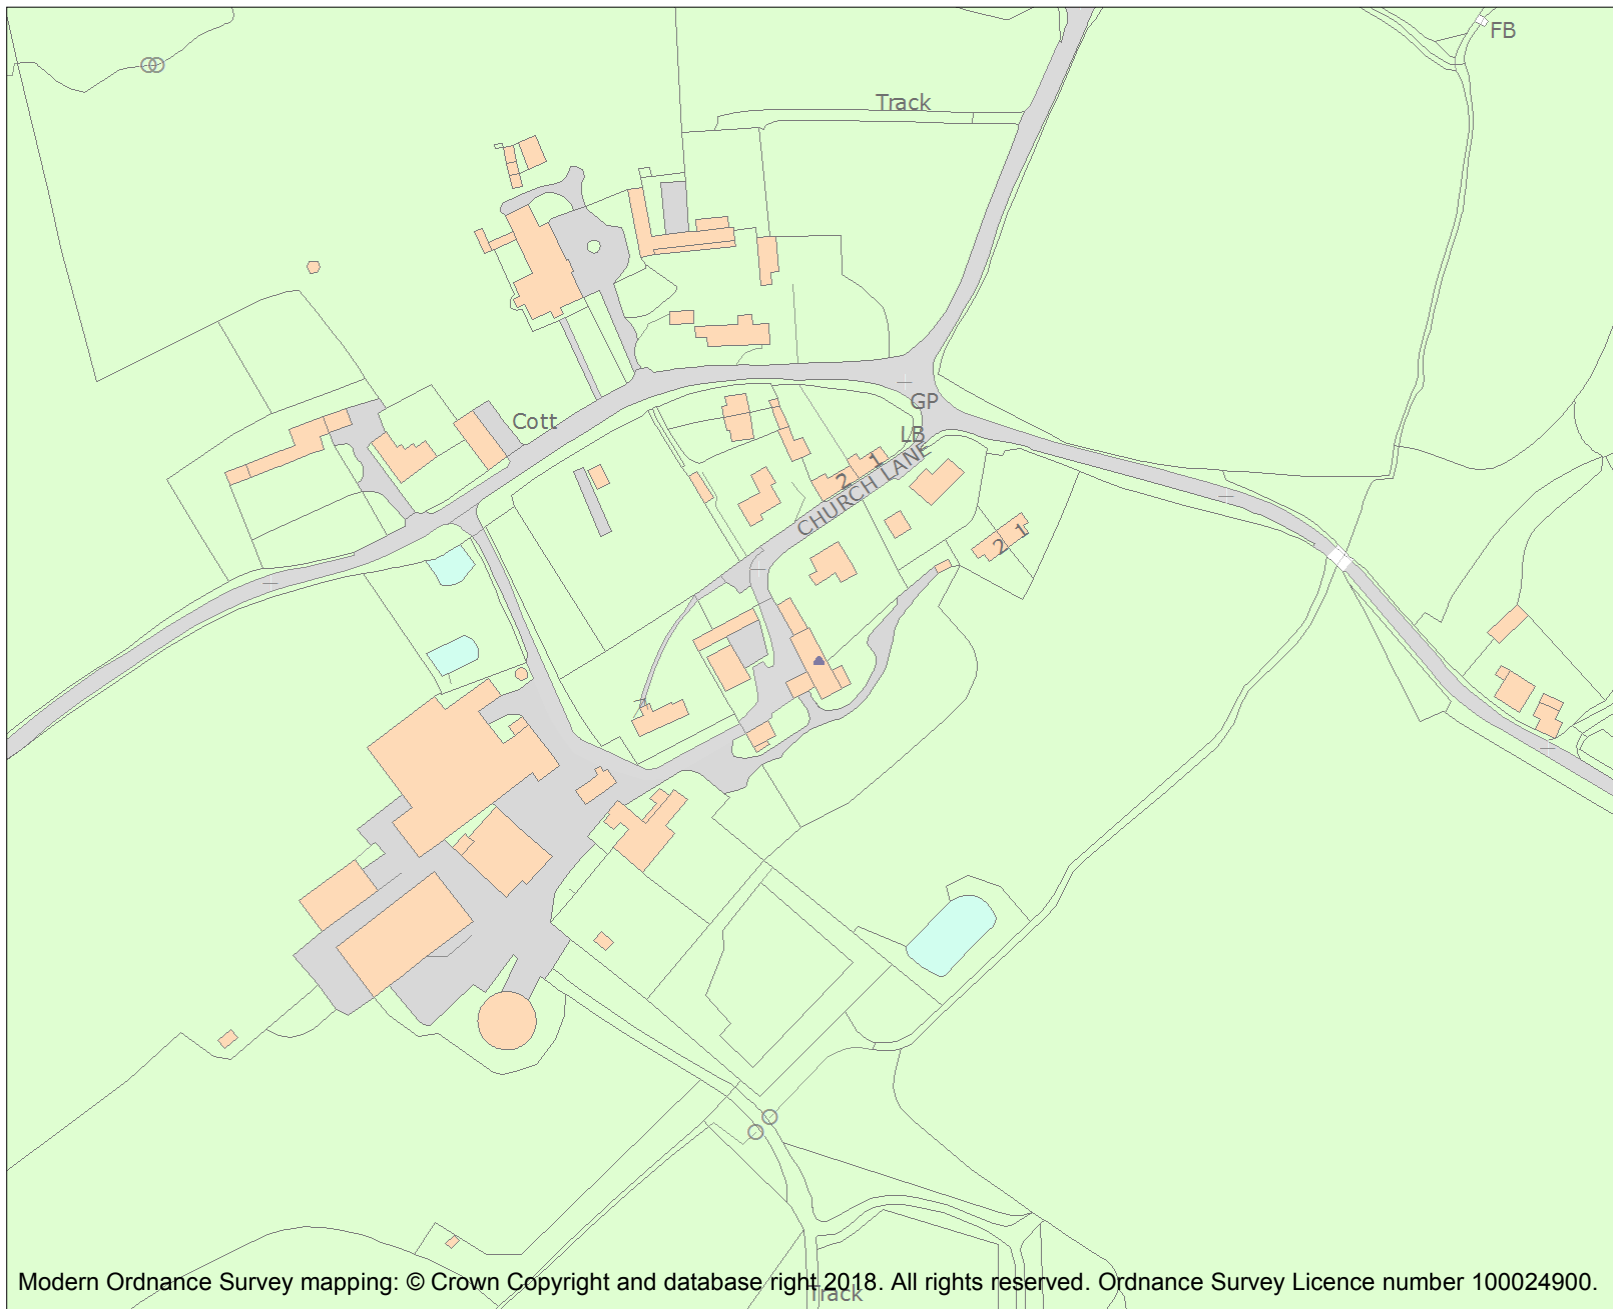 FB
Track
Cott
GP
LB
CHURCH LANE
2 1
2 1
Track
Modern Ordnance Survey mapping: © Crown Copyright and database right 2018. All rights reserved. Ordnance Survey Licence number 100024900.